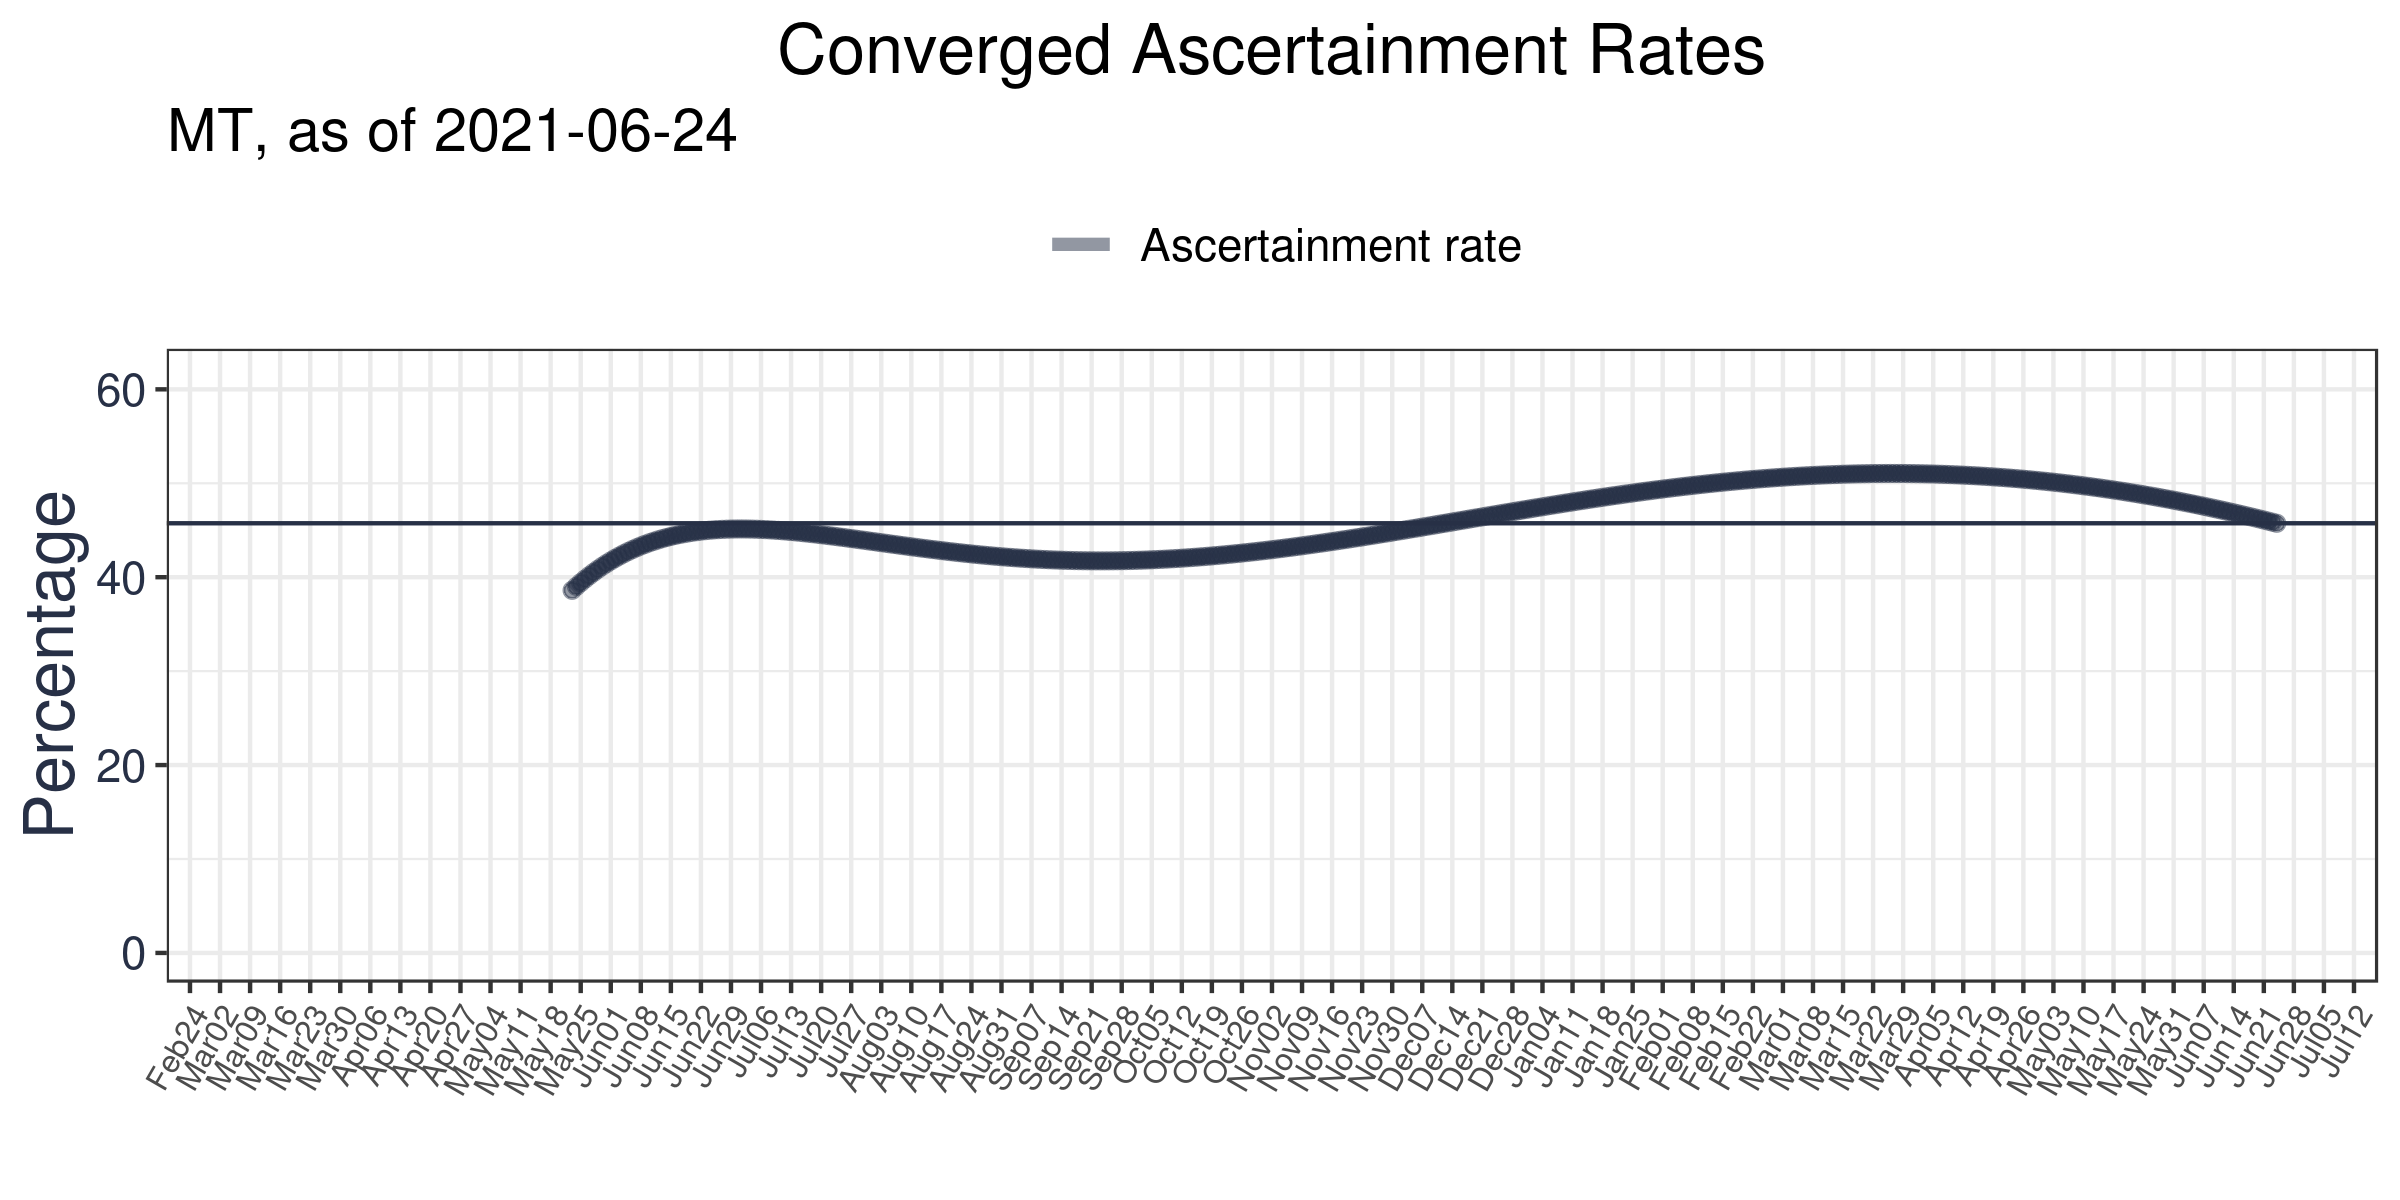 Converged Ascertainment Rates
MT, as of 2021-06-24
Ascertainment rate
Percentage
60
40
20
0
Feb24
Mar02
Mar09
Mar16
Mar23
Mar30
Apr06
Apr13
Apr20
Apr27
May04
May11
May18
May25
Jun01
Jun08
Jun15
Jun22
Jun29
Jul06
Jul13
Jul20
Jul27
Aug03
Aug10
Aug17
Aug24
Aug31
Sep07
Sep14
Sep21
Sep28
Oct05
Oct12
Oct19
Oct26
Nov02
Nov09
Nov16
Nov23
Nov30
Dec07
Dec14
Dec21
Dec28
Jan04
Jan11
Jan18
Jan25
Feb01
Feb08
Feb15
Feb22
Mar01
Mar08
Mar15
Mar22
Mar29
Apr05
Apr12
Apr19
Apr26
May03
May10
May17
May24
May31
Jun07
Jun14
Jun21
Jun28
Jul05
Jul12